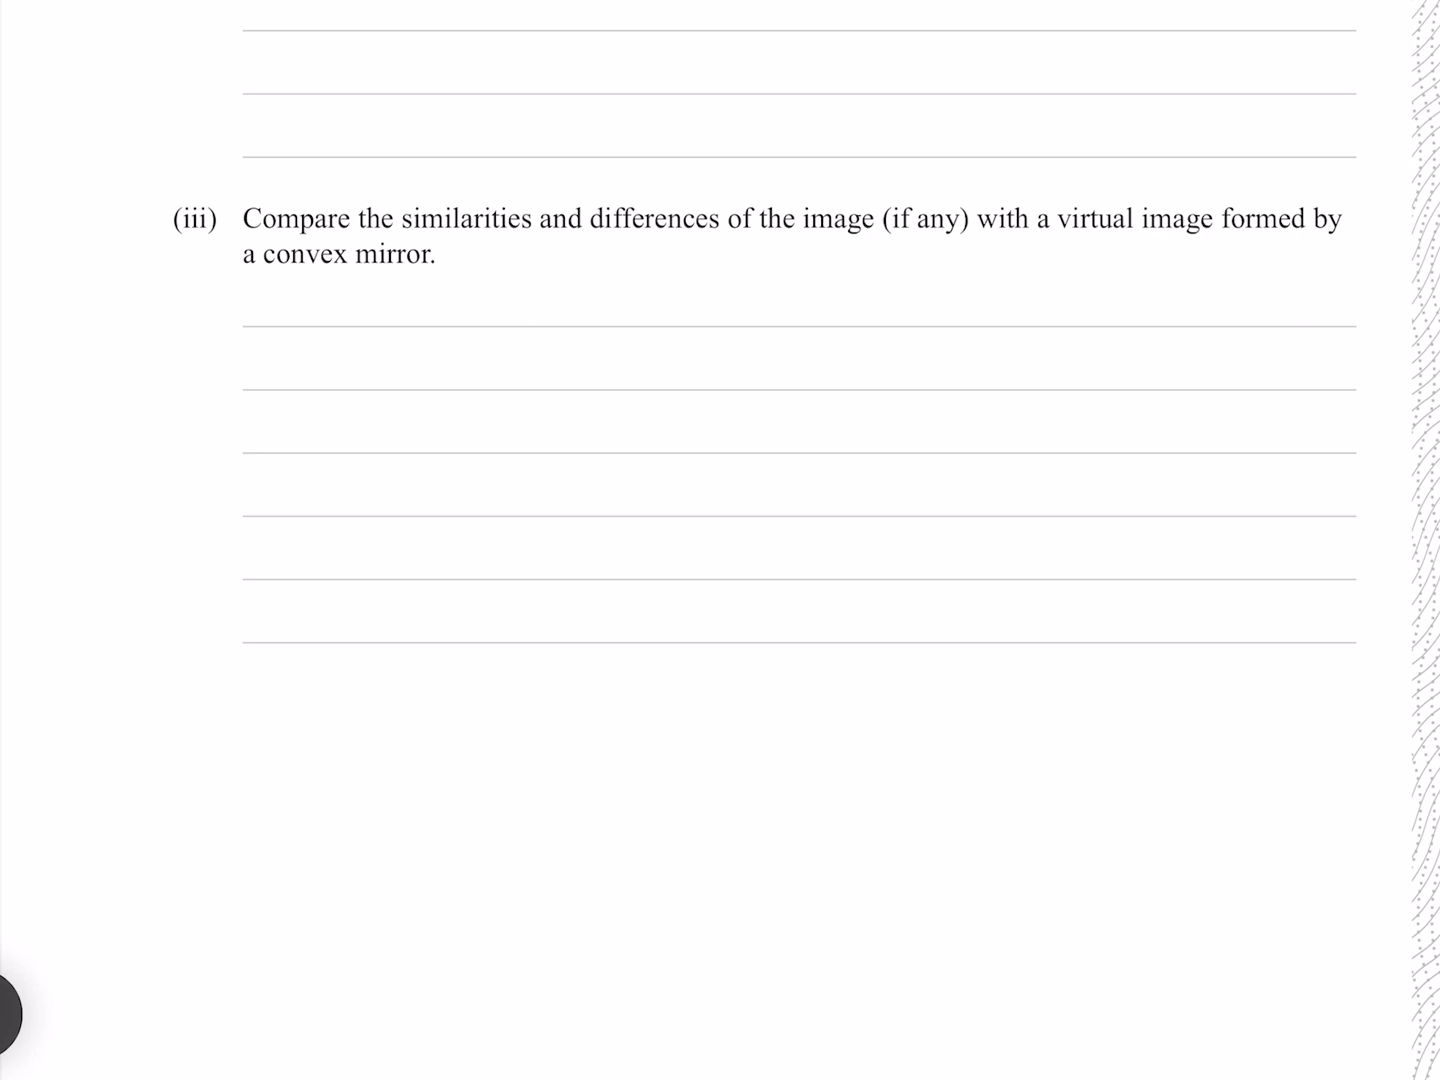 (iii) Compare the similarities and differences of the image (if any) with a virtual image formed by
a convex mirror.